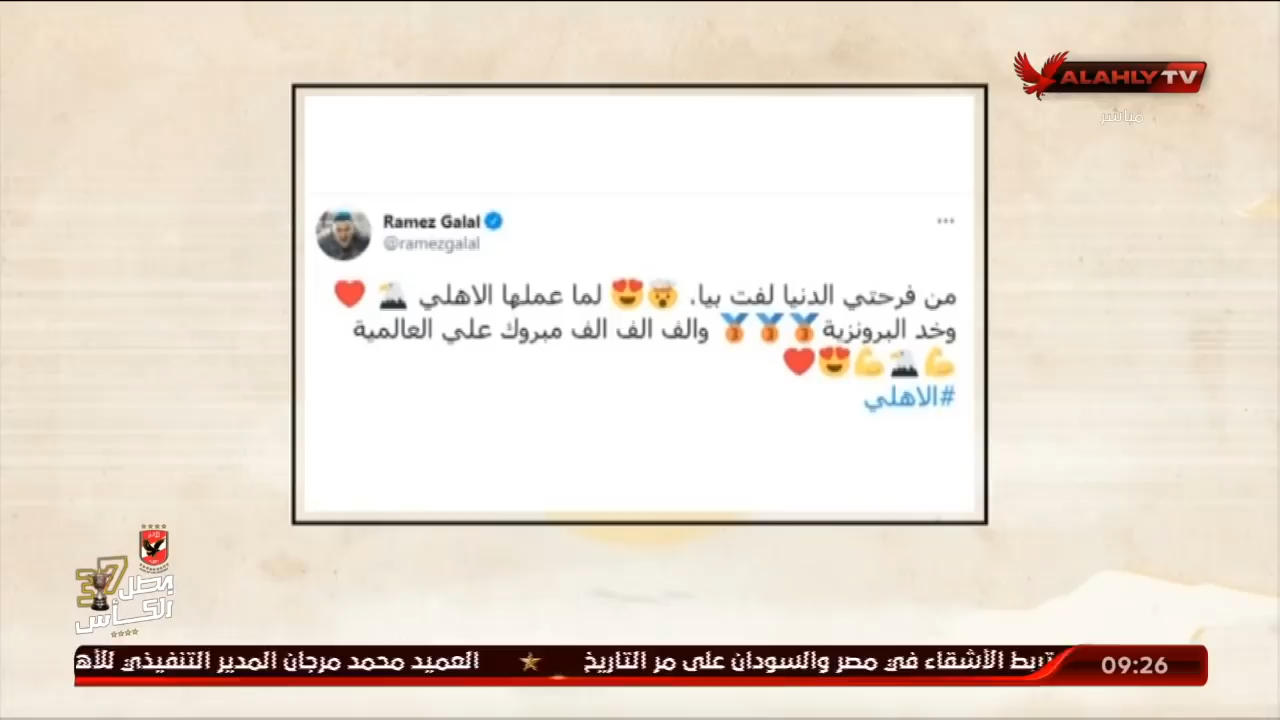 ALAHLY TV
مباشر
Ramez Galal
@ramezgalal
من فرحتي الدنيا لفت بيا. 🤯😍 لما عملها الاهلي 🦅 ❤️
وخد البرونزية🥉🥉🥉 والف الف الف مبروك علي العالمية
💪🦅💪😍❤️
#الاهلي
37
بطل
الكأس
تربط الأشقاء في مصر والسودان على مر التاريخ ★ العميد محمد مرجان المدير التنفيذي للأه
09:26